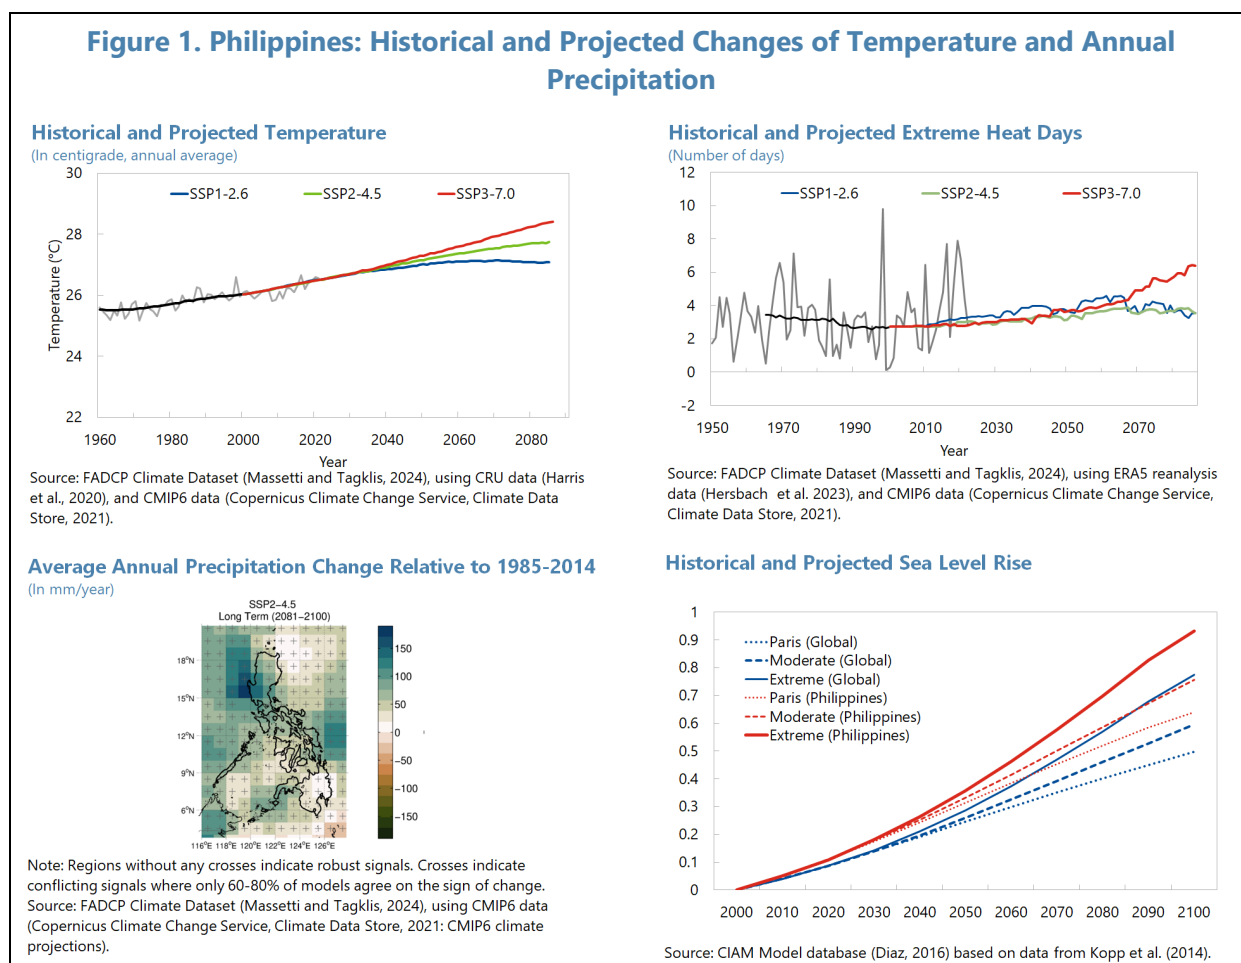 Figure 1. Philippines: Historical and Projected Changes of Temperature and Annual
Precipitation
Historical and Projected Temperature
(In centigrade, annual average)
30
28
26
24
22
Temperature (°C)
SSP1-2.6
SSP2-4.5
SSP3-7.0
1960 1980 2000 2020 2040 2060 2080
Year
Source: FADCP Climate Dataset (Massetti and Tagklis, 2024), using CRU data (Harris
et al., 2020), and CMIP6 data (Copernicus Climate Change Service, Climate Data
Store, 2021).
Historical and Projected Extreme Heat Days
(Number of days)
12
10
8
6
4
2
0
-2
SSP1-2.6
SSP2-4.5
SSP3-7.0
1950 1970 1990 2010 2030 2050 2070
Year
Source: FADCP Climate Dataset (Massetti and Tagklis, 2024), using ERA5 reanalysis
data (Hersbach et al. 2023), and CMIP6 data (Copernicus Climate Change Service,
Climate Data Store, 2021).
Average Annual Precipitation Change Relative to 1985-2014
(In mm/year)
SSP2-4.5
Long Term (2081-2100)
18°N
15°N
12°N
9°N
6°N
116°E 118°E 120°E 122°E 124°E 126°E
150
100
50
0
-50
-100
-150
Note: Regions without any crosses indicate robust signals. Crosses indicate
conflicting signals where only 60-80% of models agree on the sign of change.
Source: FADCP Climate Dataset (Massetti and Tagklis, 2024), using CMIP6 data
(Copernicus Climate Change Service, Climate Data Store, 2021: CMIP6 climate
projections).
Historical and Projected Sea Level Rise
1
0.9
0.8
0.7
0.6
0.5
0.4
0.3
0.2
0.1
0
Paris (Global)
Moderate (Global)
Extreme (Global)
Paris (Philippines)
Moderate (Philippines)
Extreme (Philippines)
2000 2010 2020 2030 2040 2050 2060 2070 2080 2090 2100
Source: CIAM Model database (Diaz, 2016) based on data from Kopp et al. (2014).